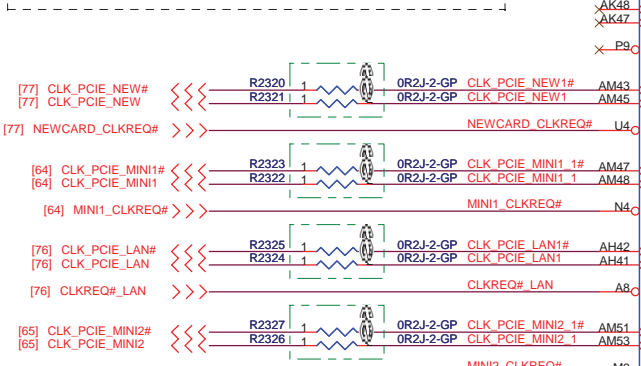 AK48
AK47
P9
[77] CLK_PCIE_NEW# R2320 1 0R2J-2-GP CLK_PCIE_NEW1# AM43
[77] CLK_PCIE_NEW R2321 1 0R2J-2-GP CLK_PCIE_NEW1 AM45
[77] NEWCARD_CLKREQ# NEWCARD_CLKREQ# U4
[64] CLK_PCIE_MINI1# R2323 1 0R2J-2-GP CLK_PCIE_MINI1_1# AM47
[64] CLK_PCIE_MINI1 R2322 1 0R2J-2-GP CLK_PCIE_MINI1_1 AM48
[64] MINI1_CLKREQ# MINI1_CLKREQ# N4
[76] CLK_PCIE_LAN# R2325 1 0R2J-2-GP CLK_PCIE_LAN1# AH42
[76] CLK_PCIE_LAN R2324 1 0R2J-2-GP CLK_PCIE_LAN1 AH41
[76] CLKREQ#_LAN CLKREQ#_LAN A8
[65] CLK_PCIE_MINI2# R2327 1 0R2J-2-GP CLK_PCIE_MINI2_1# AM51
[65] CLK_PCIE_MINI2 R2326 1 0R2J-2-GP CLK_PCIE_MINI2_1 AM53
MINI2_CLKREQ#